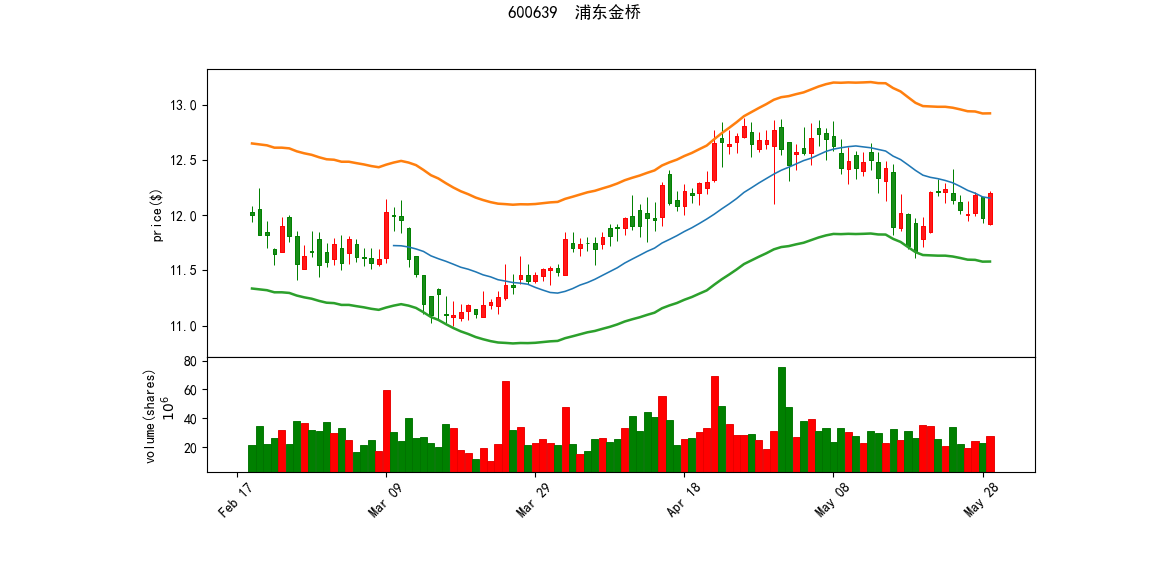 600639 浦东金桥
price($)
13.0
12.5
12.0
11.5
11.0
volume(shares)
10^6
80
60
40
20
Feb 17
Mar 09
Mar 29
Apr 18
May 08
May 28